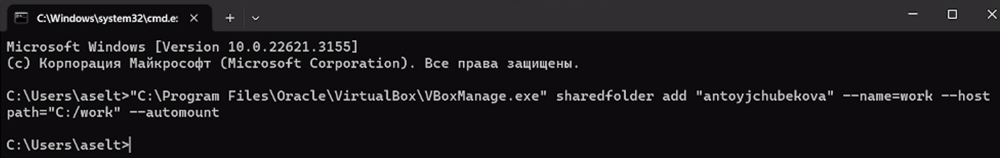 C:\Windows\system32\cmd.e:
Microsoft Windows [Version 10.0.22621.3155]
(c) Корпорация Майкрософт (Microsoft Corporation). Все права защищены.
C:\Users\aselt>"C:\Program Files\Oracle\VirtualBox\VBoxManage.exe" sharedfolder add "antoyjchubekova" --name=work --host
path="C:/work" --automount
C:\Users\aselt>